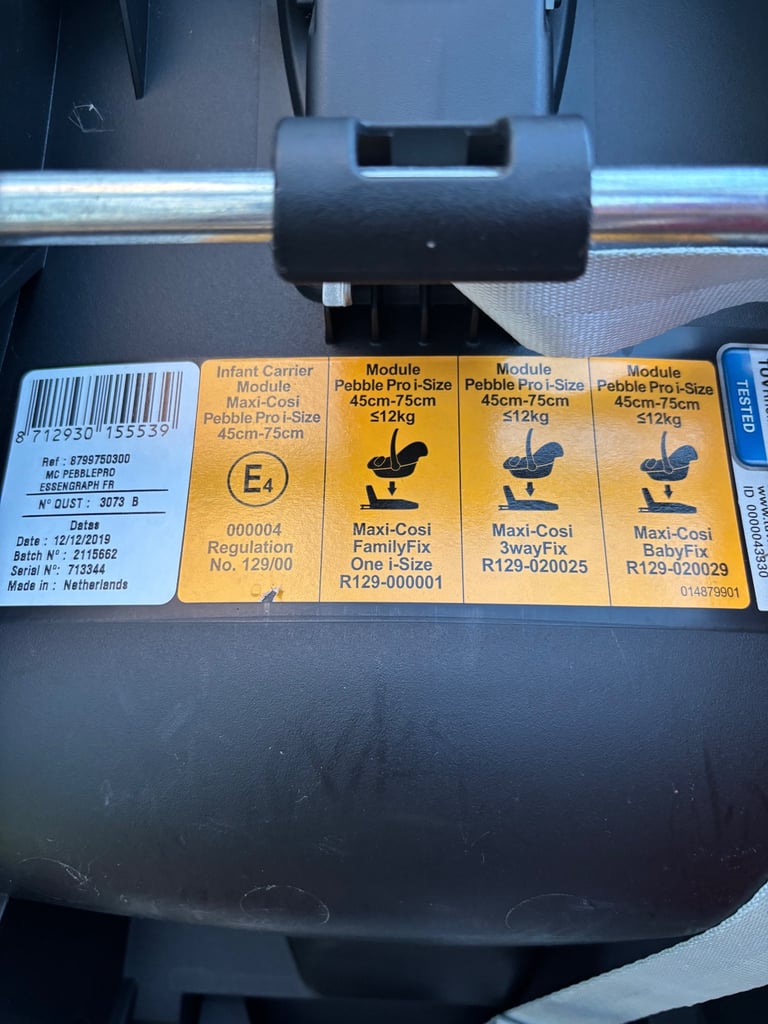 8 712930 155539
Ref : 8799750300
MC PEBBLEPRO
ESSENGRAPH FR
N° OUST : 3073 B
Datas
Date : 12/12/2019
Batch N° : 2115662
Serial N°: 713344
Made in : Netherlands
Infant Carrier
Module
Maxi-Cosi
Pebble Pro i-Size
45cm-75cm
E4
000004
Regulation
No. 129/00
Module
Pebble Pro i-Size
45cm-75cm
≤12kg
Maxi-Cosi
FamilyFix
One i-Size
R129-000001
Module
Pebble Pro i-Size
45cm-75cm
≤12kg
Maxi-Cosi
3wayFix
R129-020025
Module
Pebble Pro i-Size
45cm-75cm
≤12kg
Maxi-Cosi
BabyFix
R129-020029
014879901
TESTED
ID 0000043930